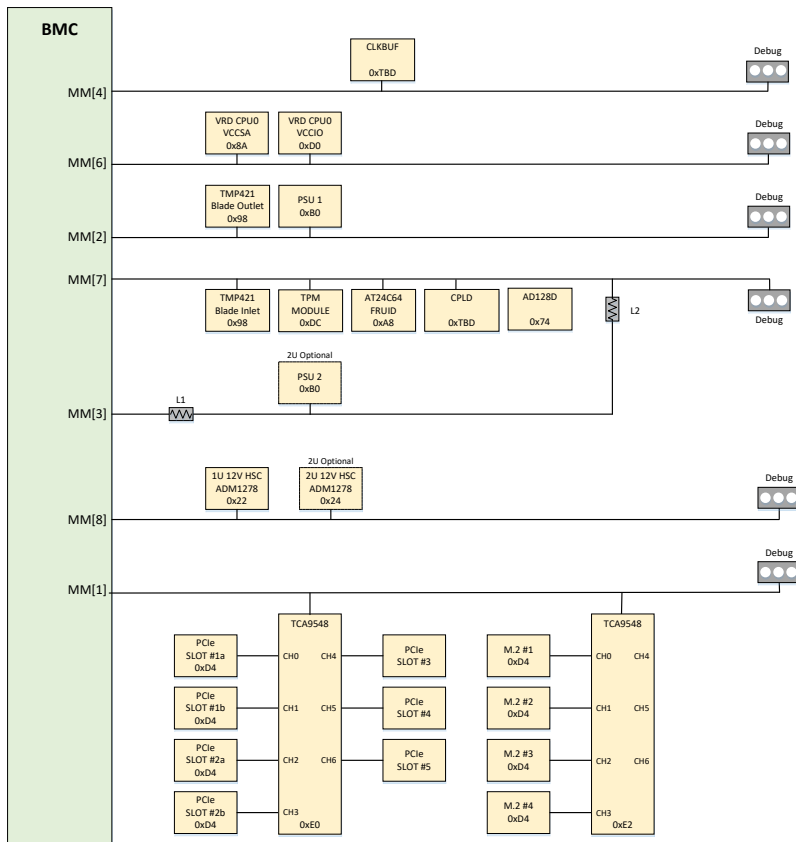 BMC
CLKBUF
0xTBD
Debug
MM[4]
VRD CPU0
VCCSA
0x8A
VRD CPU0
VCCIO
0xD0
Debug
MM[6]
TMP421
Blade Outlet
0x98
PSU 1
0xB0
Debug
MM[2]
MM[7]
TMP421
Blade Inlet
0x98
TPM
MODULE
0xDC
AT24C64
FRUID
0xA8
CPLD
0xTBD
AD128D
0x74
L2
Debug
2U Optional
PSU 2
0xB0
L1
MM[3]
2U Optional
1U 12V HSC
ADM1278
0x22
2U 12V HSC
ADM1278
0x24
Debug
MM[8]
Debug
MM[1]
TCA9548
TCA9548
PCIe
SLOT #1a
0xD4
CH0
CH4
PCIe
SLOT #3
M.2 #1
0xD4
CH0
CH4
PCIe
SLOT #1b
0xD4
CH1
CH5
PCIe
SLOT #4
M.2 #2
0xD4
CH1
CH5
PCIe
SLOT #2a
0xD4
CH2
CH6
PCIe
SLOT #5
M.2 #3
0xD4
CH2
CH6
PCIe
SLOT #2b
0xD4
CH3
0xE0
M.2 #4
0xD4
CH3
0xE2